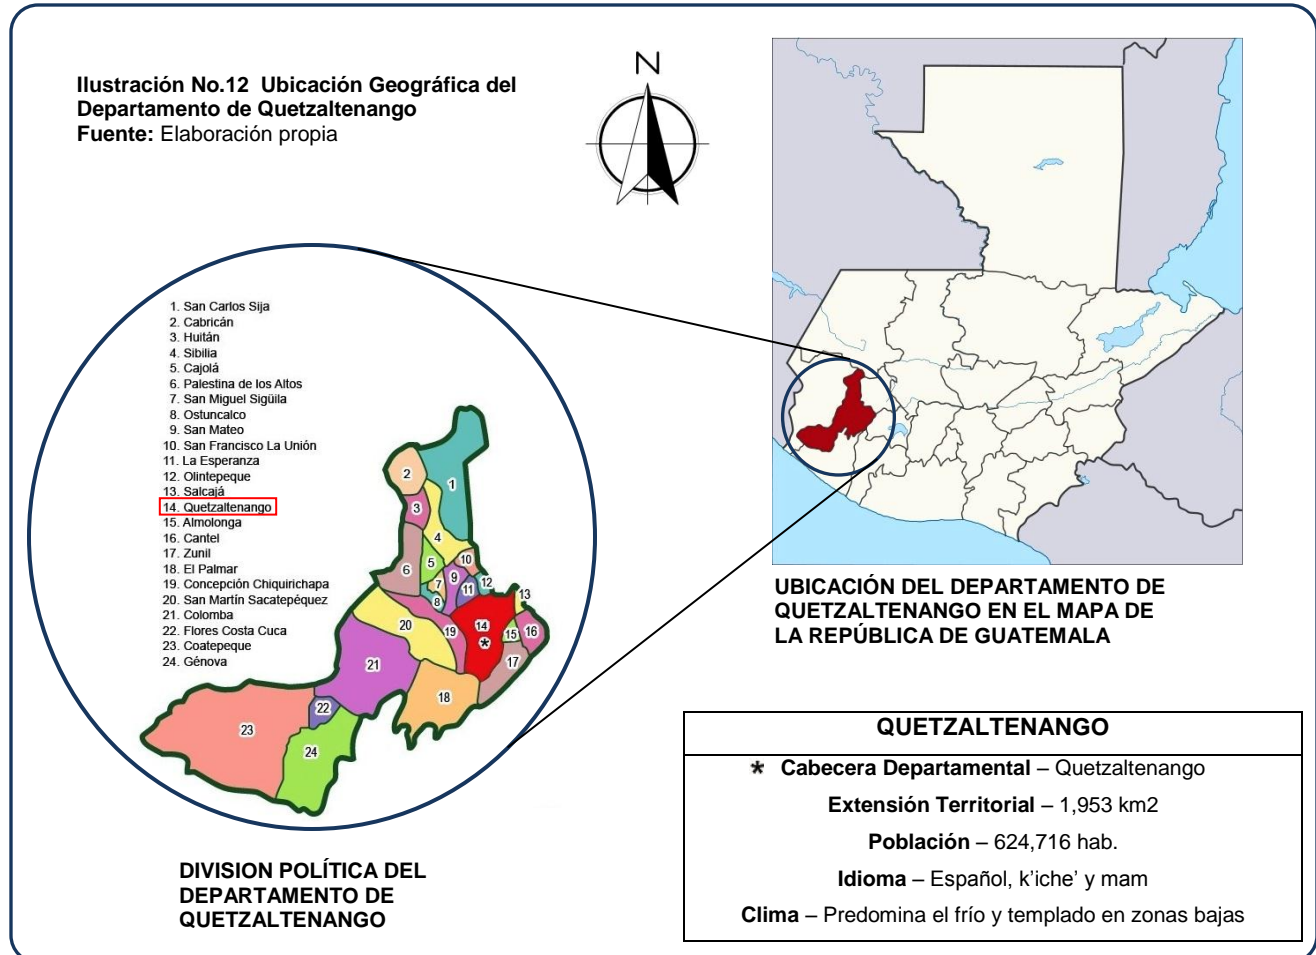 Ilustración No.12 Ubicación Geográfica del
Departamento de Quetzaltenango
Fuente: Elaboración propia
N
1. San Carlos Sija
2. Cabricán
3. Huitán
4. Sibilia
5. Cajolá
6. Palestina de los Altos
7. San Miguel Sigüila
8. Ostuncalco
9. San Mateo
10. San Francisco La Unión
11. La Esperanza
12. Olintepeque
13. Salcajá
14. Quetzaltenango
15. Almolonga
16. Cantel
17. Zunil
18. El Palmar
19. Concepción Chiquirichapa
20. San Martín Sacatepéquez
21. Colomba
22. Flores Costa Cuca
23. Coatepeque
24. Génova
2
1
3
4
5
10
6
7
9
12
11
8
13
20
19
14
15
16
*
17
21
18
22
23
24
DIVISION POLÍTICA DEL
DEPARTAMENTO DE
QUETZALTENANGO
UBICACIÓN DEL DEPARTAMENTO DE
QUETZALTENANGO EN EL MAPA DE
LA REPÚBLICA DE GUATEMALA
QUETZALTENANGO
* Cabecera Departamental – Quetzaltenango
Extensión Territorial – 1,953 km2
Población – 624,716 hab.
Idioma – Español, k’iche’ y mam
Clima – Predomina el frío y templado en zonas bajas